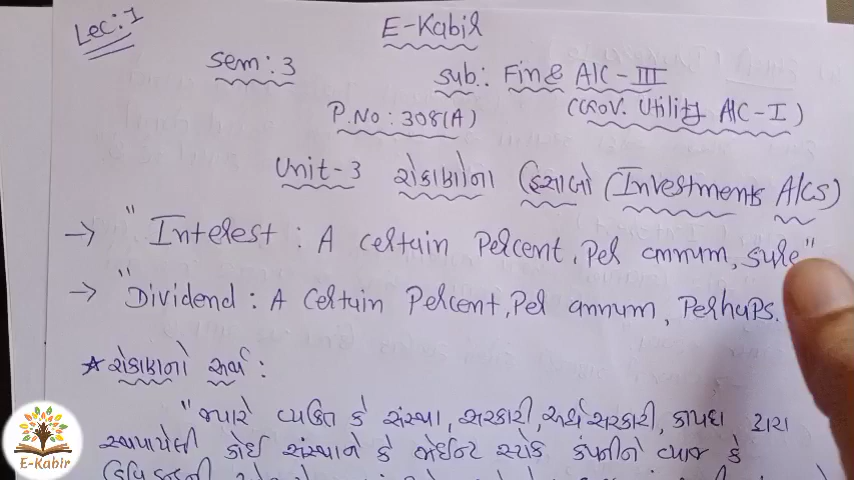 Lec:1
E-Kabir
Sem:3
Sub: Fin & A/C - III
P.No: 308(A)
(Gov. Utility A/C-I)
Unit-3 રોકાણોના હિસાબો (Investments A/CS)
→ "Interest: A certain Percent, Per annum, sure"
→ "Dividend: A Certain Percent, Per annum, Perhaps.
★ રોકાણનો અર્થ:
"જ્યારે વ્યક્તિ કે સંસ્થા, સરકારી, અર્ધસરકારી, કાયદા દ્વારા
સ્થપાયેલી કોઈ સંસ્થાને કે જોઈન્ટ સ્ટોક કંપનીને વ્યાજ કે
ડિવિડન્ડની
E-Kabir